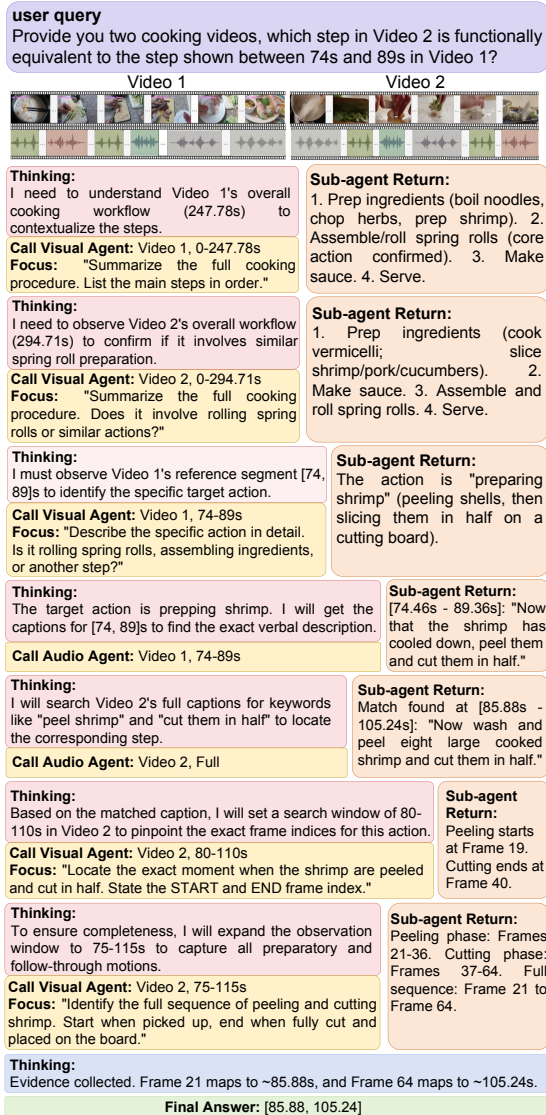 user query
Provide you two cooking videos, which step in Video 2 is functionally
equivalent to the step shown between 74s and 89s in Video 1?
Video 1
Video 2
Thinking:
I need to understand Video 1's overall
cooking workflow (247.78s) to
contextualize the steps.
Call Visual Agent: Video 1, 0-247.78s
Focus: "Summarize the full cooking
procedure. List the main steps in order."
Sub-agent Return:
1. Prep ingredients (boil noodles,
chop herbs, prep shrimp). 2.
Assemble/roll spring rolls (core
action confirmed). 3. Make
sauce. 4. Serve.
Thinking:
I need to observe Video 2's overall workflow
(294.71s) to confirm if it involves similar
spring roll preparation.
Call Visual Agent: Video 2, 0-294.71s
Focus: "Summarize the full cooking
procedure. Does it involve rolling spring
rolls or similar actions?"
Sub-agent Return:
1. Prep ingredients (cook
vermicelli; slice
shrimp/pork/cucumbers). 2.
Make sauce. 3. Assemble and
roll spring rolls. 4. Serve.
Thinking:
I must observe Video 1's reference segment [74,
89]s to identify the specific target action.
Call Visual Agent: Video 1, 74-89s
Focus: "Describe the specific action in detail.
Is it rolling spring rolls, assembling ingredients,
or another step?"
Sub-agent Return:
The action is "preparing
shrimp" (peeling shells, then
slicing them in half on a
cutting board).
Thinking:
The target action is prepping shrimp. I will get the
captions for [74, 89]s to find the exact verbal description.
Call Audio Agent: Video 1, 74-89s
Sub-agent Return:
[74.46s - 89.36s]: "Now
that the shrimp has
cooled down, peel them
and cut them in half."
Thinking:
I will search Video 2's full captions for keywords
like "peel shrimp" and "cut them in half" to locate
the corresponding step.
Call Audio Agent: Video 2, Full
Sub-agent Return:
Match found at [85.88s -
105.24s]: "Now wash and
peel eight large cooked
shrimp and cut them in half."
Thinking:
Based on the matched caption, I will set a search window of 80-
110s in Video 2 to pinpoint the exact frame indices for this action.
Call Visual Agent: Video 2, 80-110s
Focus: "Locate the exact moment when the shrimp are peeled
and cut in half. State the START and END frame index."
Sub-agent
Return:
Peeling starts
at Frame 19.
Cutting ends at
Frame 40.
Thinking:
To ensure completeness, I will expand the observation
window to 75-115s to capture all preparatory and
follow-through motions.
Call Visual Agent: Video 2, 75-115s
Focus: "Identify the full sequence of peeling and cutting
shrimp. Start when picked up, end when fully cut and
placed on the board."
Sub-agent Return:
Peeling phase: Frames
21-36. Cutting phase:
Frames 37-64. Full
sequence: Frame 21 to
Frame 64.
Thinking:
Evidence collected. Frame 21 maps to ~85.88s, and Frame 64 maps to ~105.24s.
Final Answer: [85.88, 105.24]